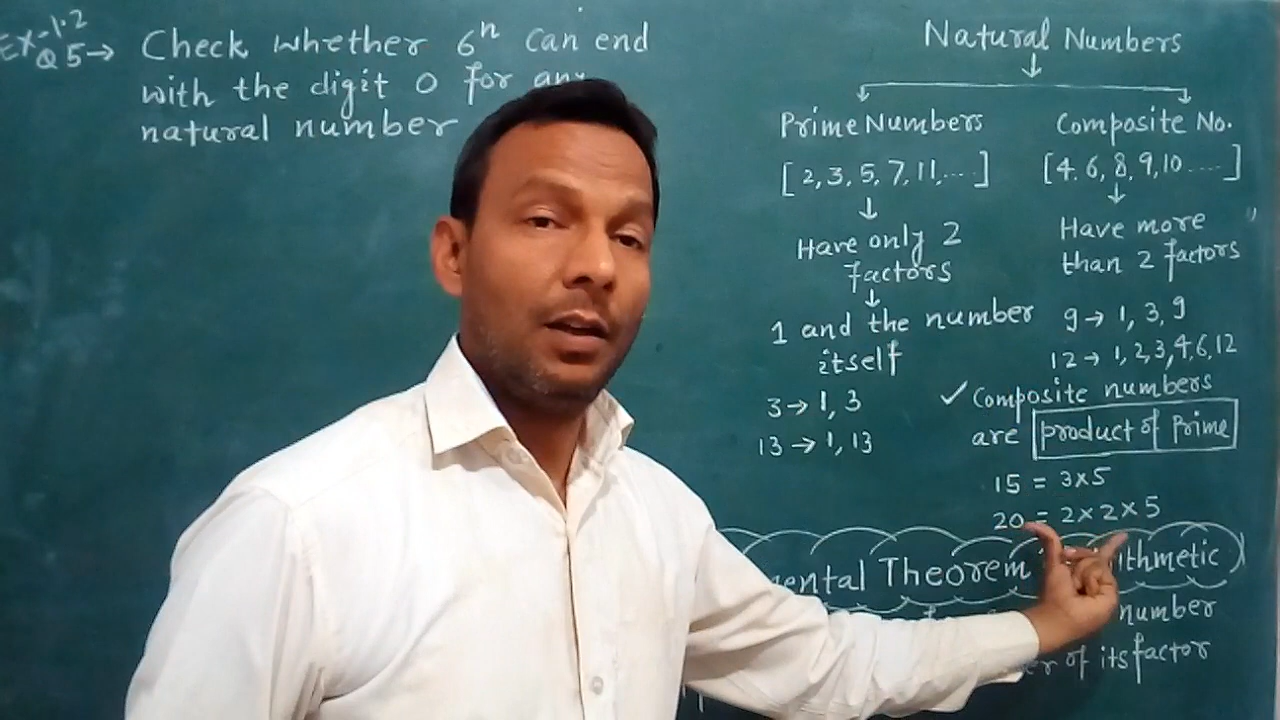 Ex-1.2
Q5→ Check whether 6ⁿ can end
with the digit 0 for any
natural number
Natural Numbers
↓
Prime Numbers
[2,3,5,7,11,....]
↓
Have only 2
factors
↓
1 and the number
itself
3→1,3
13→1,13
Composite No.
[4,6,8,9,10.....]
↓
Have more
than 2 factors
9→1,3,9
12→1,2,3,4,6,12
✓ Composite numbers
are product of Prime
15 = 3×5
20 = 2×2×5
Theorem
number
of its factor